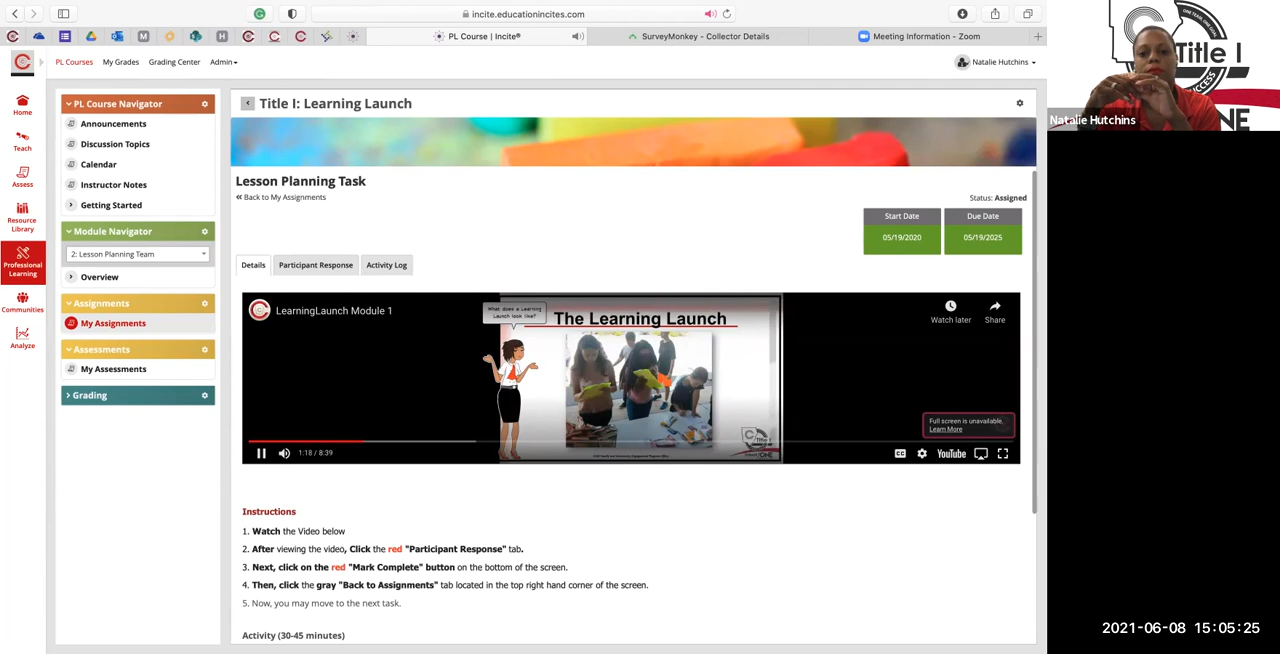 incite.educationincites.com
PL Course | Incite®
SurveyMonkey - Collector Details
Meeting Information - Zoom
PL Courses
My Grades
Grading Center
Admin
Natalie Hutchins
Home
Teach
Assess
Resource
Library
Professional
Learning
Communities
Analyze
PL Course Navigator
Announcements
Discussion Topics
Calendar
Instructor Notes
Getting Started
Module Navigator
2: Lesson Planning Team
Overview
Assignments
My Assignments
Assessments
My Assessments
Grading
Title I: Learning Launch
Lesson Planning Task
« Back to My Assignments
Status: Assigned
Start Date
Due Date
05/19/2020
05/19/2025
Details
Participant Response
Activity Log
LearningLaunch Module 1
What does a Learning
Launch look like?
The Learning Launch
Watch later
Share
Title I
ONE
Full screen is unavailable.
Learn More
1:18 / 8:39
CC
YouTube
Instructions
1. Watch the Video below
2. After viewing the video, Click the red "Participant Response" tab.
3. Next, click on the red "Mark Complete" button on the bottom of the screen.
4. Then, click the gray "Back to Assignments" tab located in the top right hand corner of the screen.
5. Now, you may move to the next task.
Activity (30-45 minutes)
ONE TEAM, ONE
Title I
SUCCESS
NE
Natalie Hutchins
2021-06-08 15:05:25